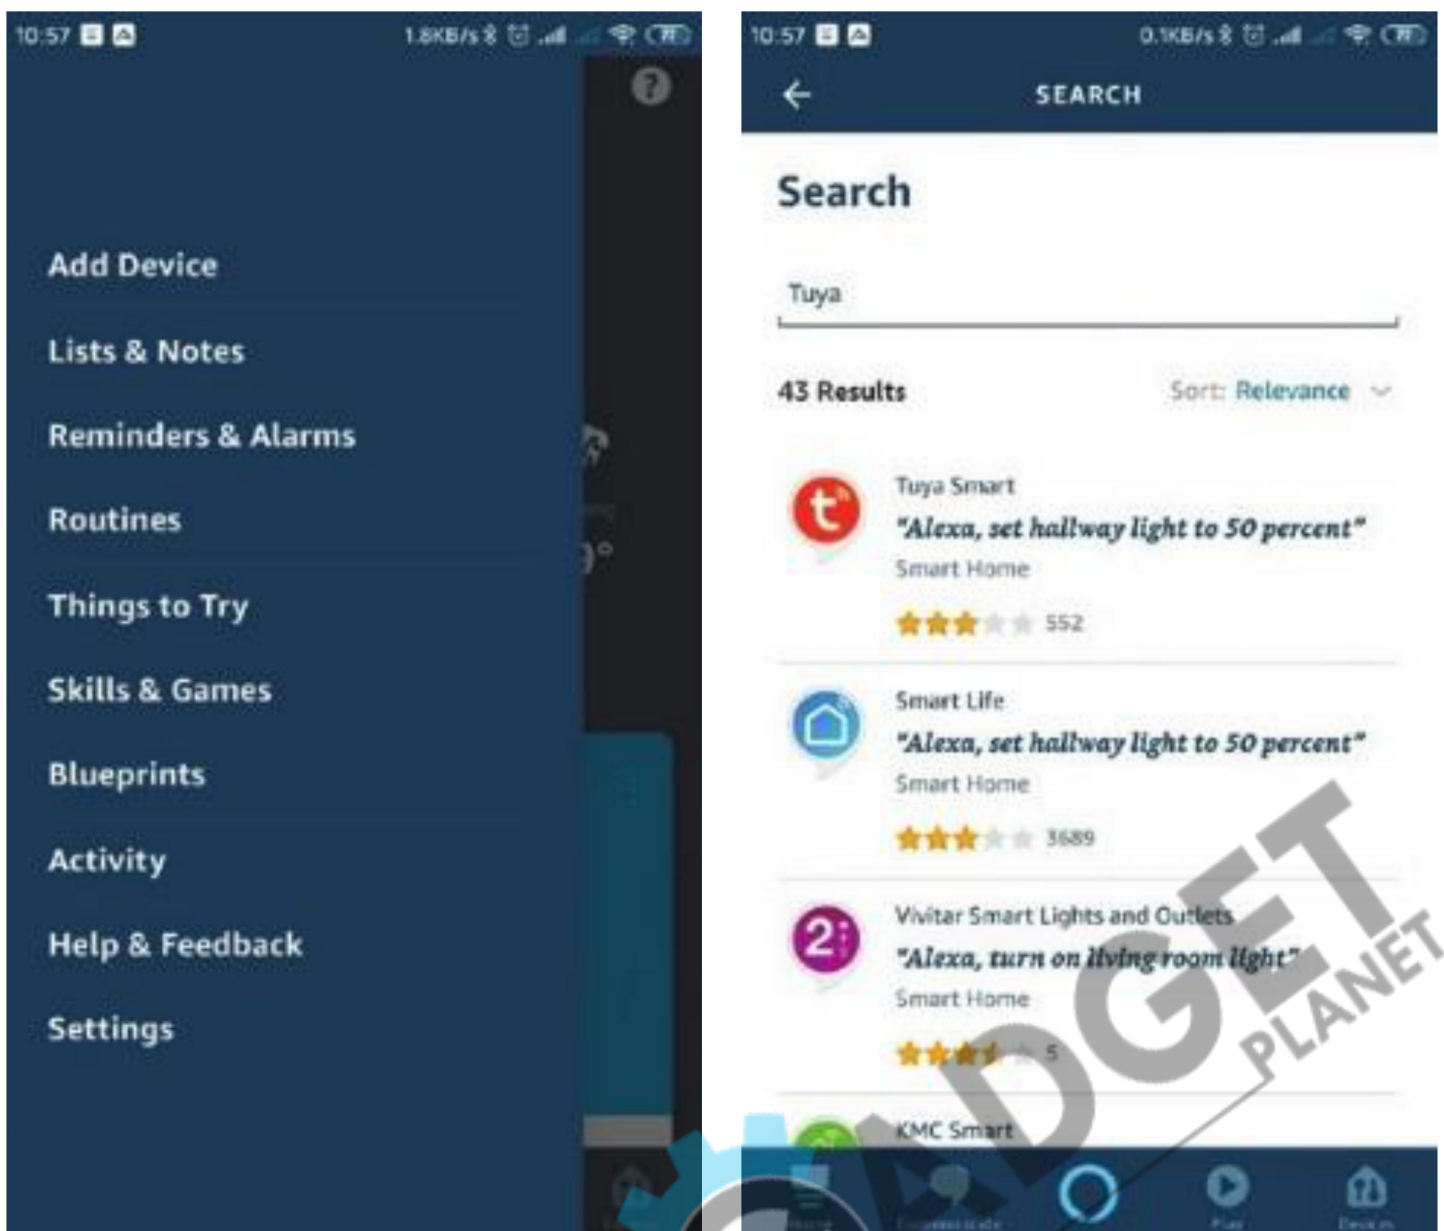 10:57
1.8KB/s
Add Device
Lists & Notes
Reminders & Alarms
Routines
Things to Try
Skills & Games
Blueprints
Activity
Help & Feedback
Settings
9°
10:57
0.1KB/s
SEARCH
Search
Tuya
43 Results
Sort: Relevance
Tuya Smart
"Alexa, set hallway light to 50 percent"
Smart Home
552
Smart Life
"Alexa, set hallway light to 50 percent"
Smart Home
3689
Vivitar Smart Lights and Outlets
"Alexa, turn on living room light"
Smart Home
5
KMC Smart
Play
GADGET
PLANET